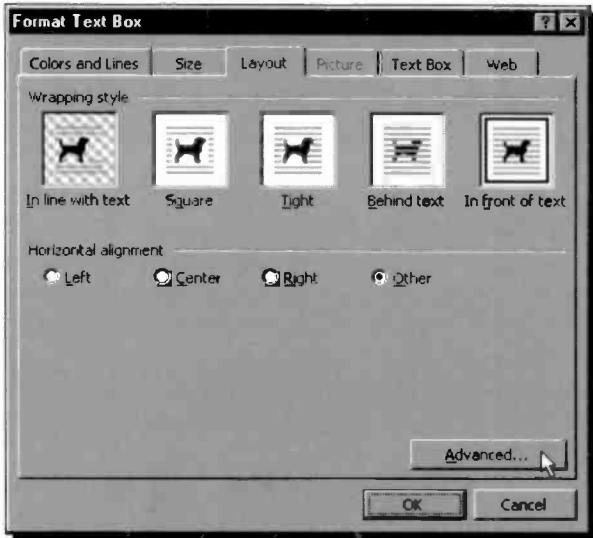 Format Text Box
Colors and Lines Size Layout Picture Text Box Web
Wrapping style
In line with text Square Tight Behind text In front of text
Horizontal alignment
Left Center Right Other
Advanced...
OK Cancel